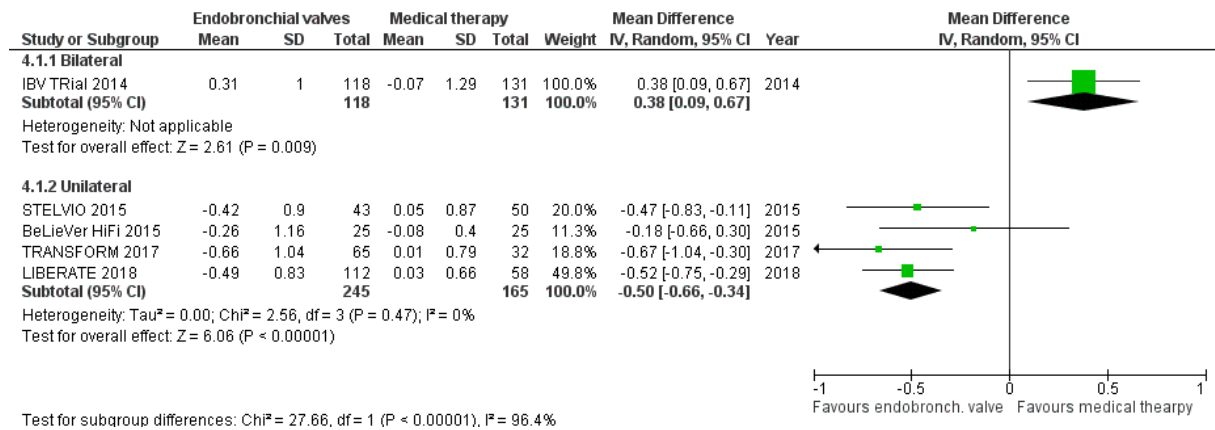 Endobronchial valves Medical therapy Mean Difference Mean Difference
Study or Subgroup Mean SD Total Mean SD Total Weight IV, Random, 95% CI Year IV, Random, 95% CI
4.1.1 Bilateral
IBV TRial 2014 0.31 1 118 -0.07 1.29 131 100.0% 0.38 [0.09, 0.67] 2014
Subtotal (95% CI) 118 131 100.0% 0.38 [0.09, 0.67]
Heterogeneity: Not applicable
Test for overall effect: Z = 2.61 (P = 0.009)
4.1.2 Unilateral
STELVIO 2015 -0.42 0.9 43 0.05 0.87 50 20.0% -0.47 [-0.83, -0.11] 2015
BeLieVer HiFi 2015 -0.26 1.16 25 -0.08 0.4 25 11.3% -0.18 [-0.66, 0.30] 2015
TRANSFORM 2017 -0.66 1.04 65 0.01 0.79 32 18.8% -0.67 [-1.04, -0.30] 2017
LIBERATE 2018 -0.49 0.83 112 0.03 0.66 58 49.8% -0.52 [-0.75, -0.29] 2018
Subtotal (95% CI) 245 165 100.0% -0.50 [-0.66, -0.34]
Heterogeneity: Tau² = 0.00; Chi² = 2.56, df = 3 (P = 0.47); I² = 0%
Test for overall effect: Z = 6.06 (P < 0.00001)
-1 -0.5 0 0.5 1
Favours endobronch. valve Favours medical thearpy
Test for subgroup differences: Chi² = 27.66, df = 1 (P < 0.00001), I² = 96.4%